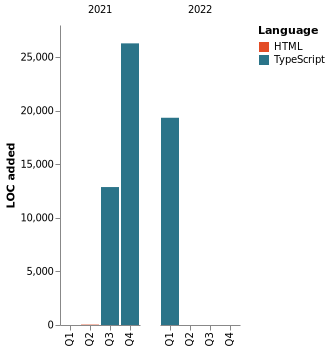 2021
2022
Language
HTML
TypeScript
LOC added
25,000
20,000
15,000
10,000
5,000
0
Q1
Q2
Q3
Q4
Q1
Q2
Q3
Q4